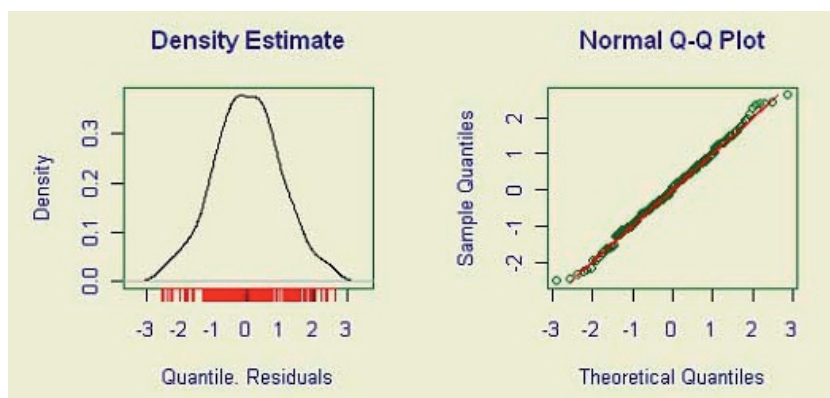 Density Estimate
Density
0.0 0.1 0.2 0.3
-3 -2 -1 0 1 2 3
Quantile. Residuals
Normal Q-Q Plot
Sample Quantiles
-2 -1 0 1 2
-3 -2 -1 0 1 2 3
Theoretical Quantiles